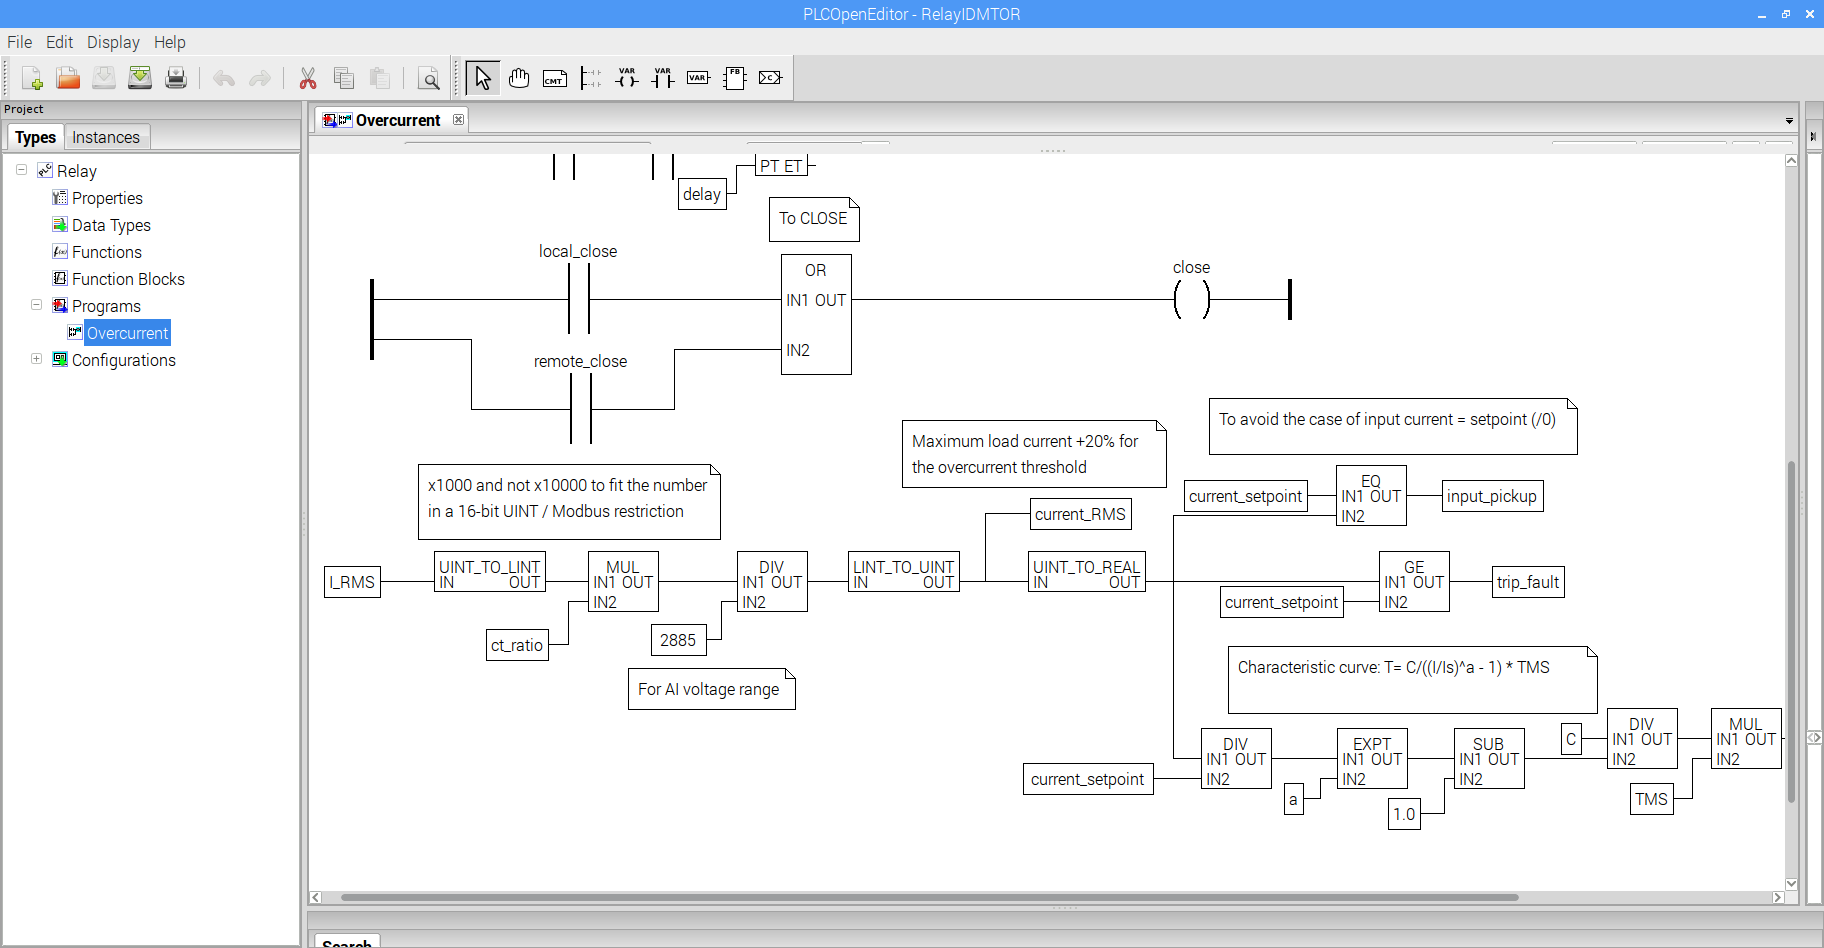 PLCOpenEditor - RelayIDMTOR
File Edit Display Help
CMT
VAR
VAR
VAR
FB
Project
Types Instances
Relay
Properties
Data Types
Functions
Function Blocks
Programs
Overcurrent
Configurations
Overcurrent
PT ET
delay
To CLOSE
local_close
OR
IN1 OUT
IN2
close
remote_close
Maximum load current +20% for
the overcurrent threshold
To avoid the case of input current = setpoint (/0)
x1000 and not x10000 to fit the number
in a 16-bit UINT / Modbus restriction
current_RMS
current_setpoint
EQ
IN1 OUT
IN2
input_pickup
I_RMS
UINT_TO_LINT
IN OUT
MUL
IN1 OUT
IN2
ct_ratio
DIV
IN1 OUT
IN2
2885
For AI voltage range
LINT_TO_UINT
IN OUT
UINT_TO_REAL
IN OUT
GE
IN1 OUT
IN2
current_setpoint
trip_fault
Characteristic curve: T= C/((I/Is)^a - 1) * TMS
current_setpoint
DIV
IN1 OUT
IN2
a
EXPT
IN1 OUT
IN2
1.0
SUB
IN1 OUT
IN2
C
DIV
IN1 OUT
IN2
TMS
MUL
IN1 OUT
IN2
Search